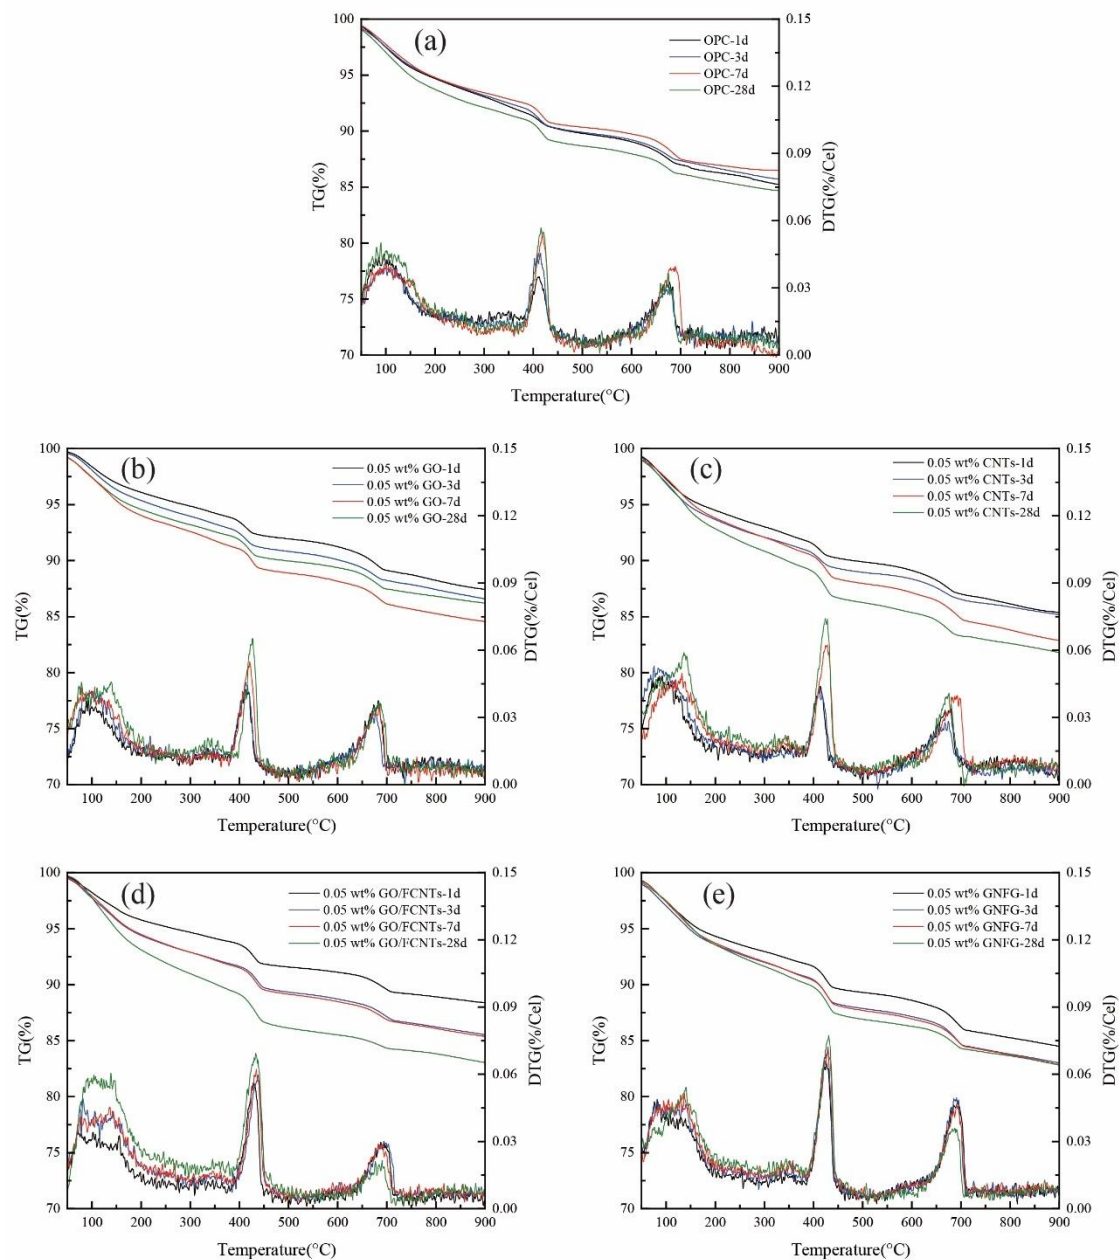 (a)
OPC-1d
OPC-3d
OPC-7d
OPC-28d
100
95
90
85
80
75
70
TG(%)
0.15
0.12
0.09
0.06
0.03
0.00
DTG(%/Cel)
100 200 300 400 500 600 700 800 900
Temperature(°C)
(b)
0.05 wt% GO-1d
0.05 wt% GO-3d
0.05 wt% GO-7d
0.05 wt% GO-28d
100
95
90
85
80
75
70
TG(%)
0.15
0.12
0.09
0.06
0.03
0.00
DTG(%/Cel)
100 200 300 400 500 600 700 800 900
Temperature(°C)
(c)
0.05 wt% CNTs-1d
0.05 wt% CNTs-3d
0.05 wt% CNTs-7d
0.05 wt% CNTs-28d
100
95
90
85
80
75
70
TG(%)
0.15
0.12
0.09
0.06
0.03
0.00
DTG(%/Cel)
100 200 300 400 500 600 700 800 900
Temperature(°C)
(d)
0.05 wt% GO/FCNTs-1d
0.05 wt% GO/FCNTs-3d
0.05 wt% GO/FCNTs-7d
0.05 wt% GO/FCNTs-28d
100
95
90
85
80
75
70
TG(%)
0.15
0.12
0.09
0.06
0.03
0.00
DTG(%/Cel)
100 200 300 400 500 600 700 800 900
Temperature(°C)
(e)
0.05 wt% GNFG-1d
0.05 wt% GNFG-3d
0.05 wt% GNFG-7d
0.05 wt% GNFG-28d
100
95
90
85
80
75
70
TG(%)
0.15
0.12
0.09
0.06
0.03
0.00
DTG(%/Cel)
100 200 300 400 500 600 700 800 900
Temperature(°C)